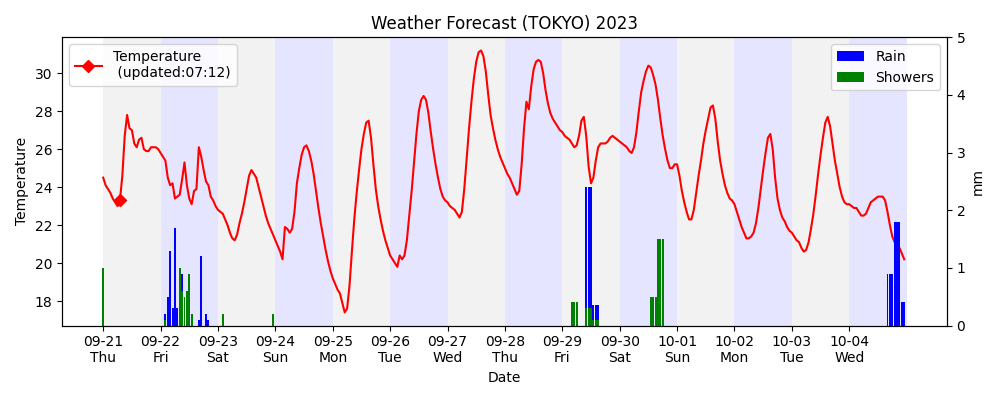 Weather Forecast (TOKYO) 2023
Temperature
(updated:07:12)
Rain
Showers
Temperature
30
28
26
24
22
20
18
5
4
3
2
1
0
mm
09-21 09-22 09-23 09-24 09-25 09-26 09-27 09-28 09-29 09-30 10-01 10-02 10-03 10-04
Thu Fri Sat Sun Mon Tue Wed Thu Fri Sat Sun Mon Tue Wed
Date